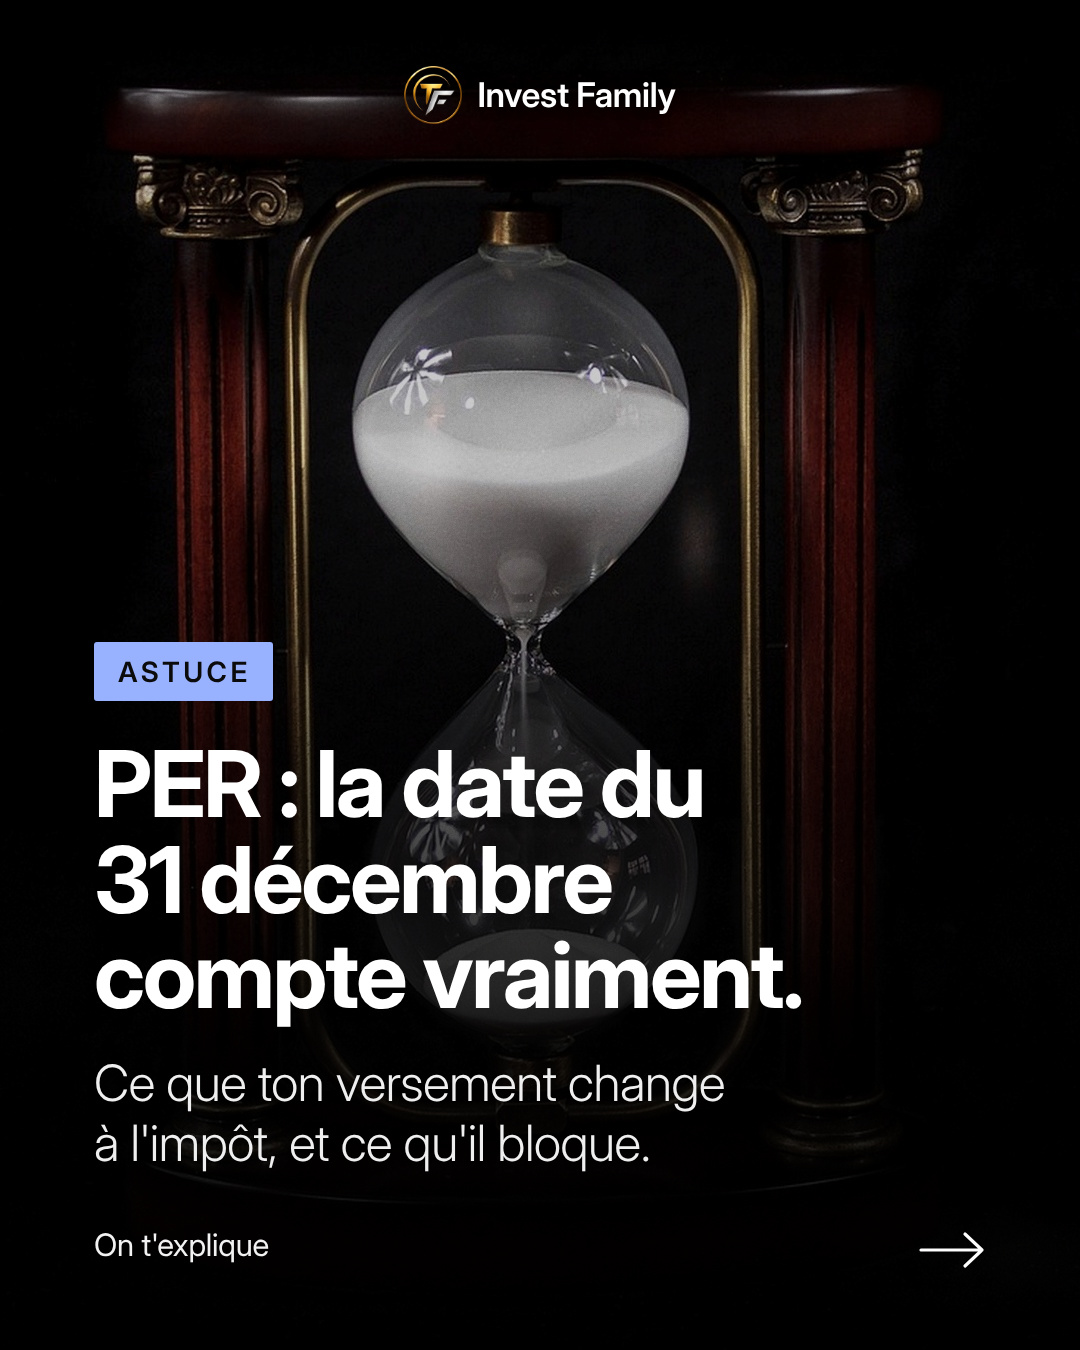 Invest Family
ASTUCE
PER : la date du
31 décembre
compte vraiment.
Ce que ton versement change
à l'impôt, et ce qu'il bloque.
On t'explique